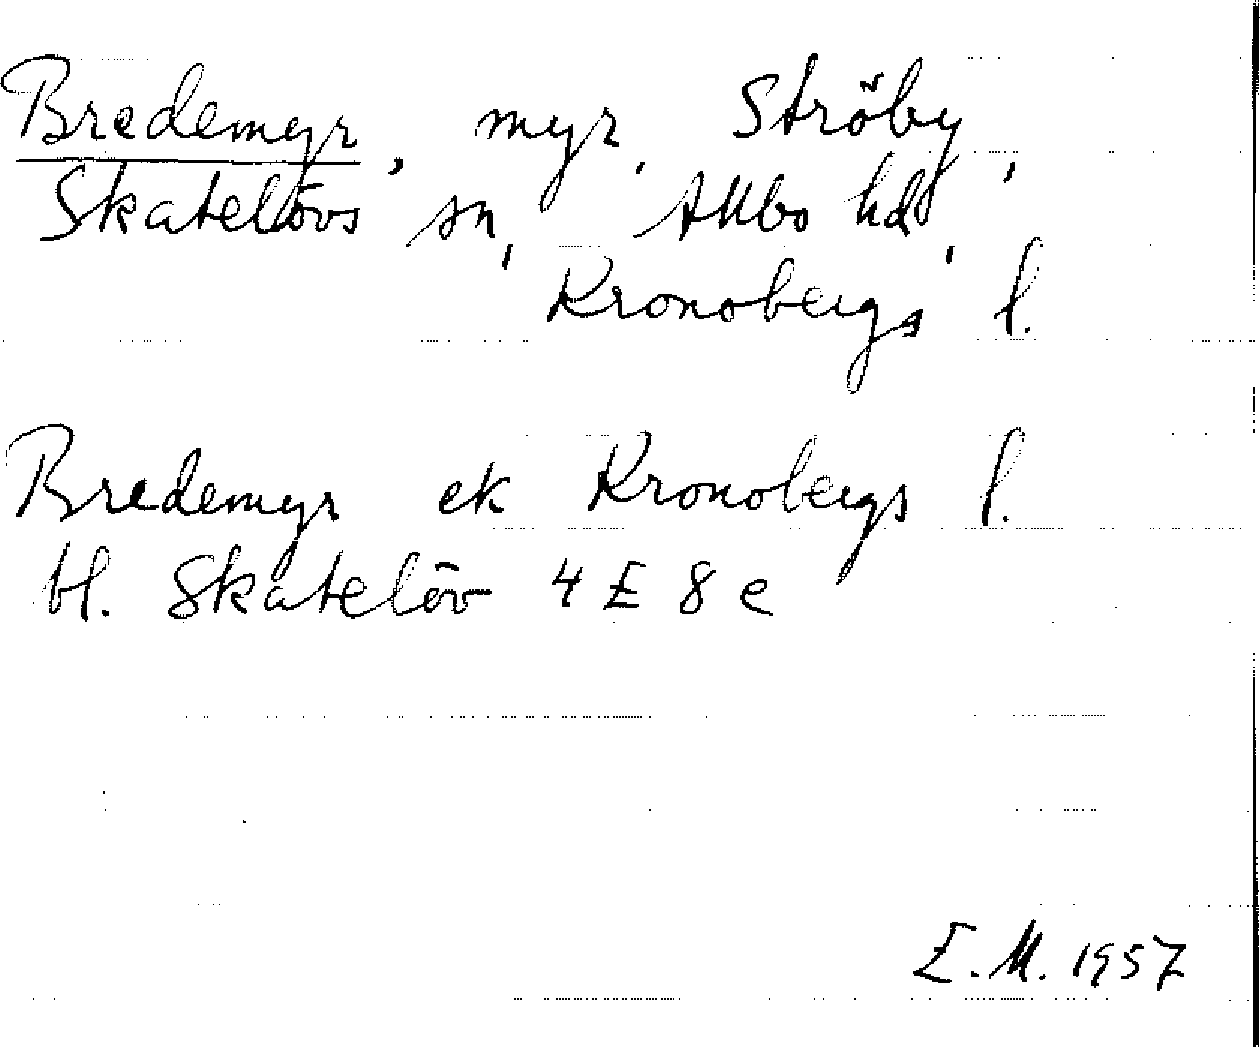 Bredemyr, myr, Ströby,
Skatelövs sn, Allbo hd,
Kronobergs l.
Bredemyr ek Kronobergs l.
bl. Skatelöv 4 E 8 e
E.M. 1957